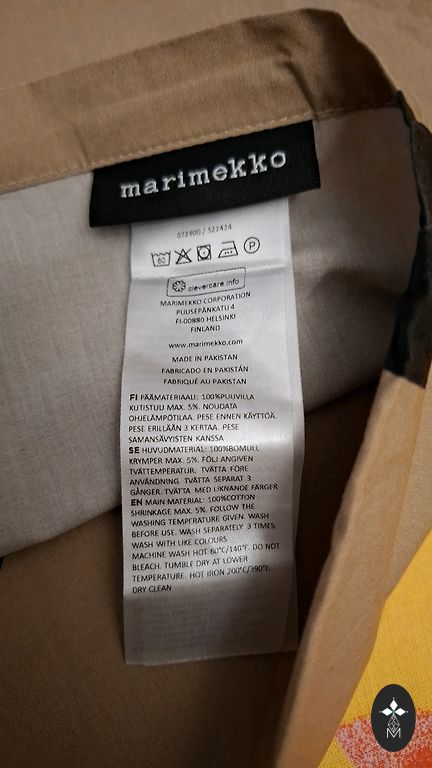 marimekko
072900 / 522424
60
P
clevercare.info
MARIMEKKO CORPORATION
PUUSEPÄNKATU 4
FI-00880 HELSINKI
FINLAND
www.marimekko.com
MADE IN PAKISTAN
FABRICADO EN PAKISTÁN
FABRIQUÉ AU PAKISTAN
FI PÄÄMATERIAALI: 100%PUUVILLA
KUTISTUU MAX. 5%. NOUDATA
OHJELÄMPÖTILAA. PESE ENNEN KÄYTTÖÄ.
PESE ERILLÄÄN 3 KERTAA. PESE
SAMANSÄVYISTEN KANSSA
SE HUVUDMATERIAL: 100%BOMULL
KRYMPER MAX. 5%. FÖLJ ANGIVEN
TVÄTTEMPERATUR. TVÄTTA FÖRE
ANVÄNDNING. TVÄTTA SEPARAT 3
GÅNGER. TVÄTTA MED LIKNANDE FÄRGER
EN MAIN MATERIAL: 100%COTTON
SHRINKAGE MAX. 5%. FOLLOW THE
WASHING TEMPERATURE GIVEN. WASH
BEFORE USE. WASH SEPARATELY 3 TIMES.
WASH WITH LIKE COLOURS
MACHINE WASH HOT 60°C/140°F. DO NOT
BLEACH. TUMBLE DRY AT LOWER
TEMPERATURE. HOT IRON 200°C/390°F.
DRY CLEAN
M